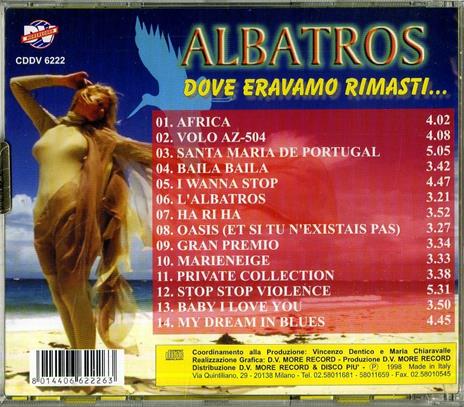 DV
MORE RECORD
CDDV 6222
ALBATROS
DOVE ERAVAMO RIMASTI...
01. AFRICA 4.02
02. VOLO AZ-504 4.08
03. SANTA MARIA DE PORTUGAL 5.05
04. BAILA BAILA 3.42
05. I WANNA STOP 4.47
06. L'ALBATROS 3.21
07. HA RI HA 3.52
08. OASIS (ET SI TU N'EXISTAIS PAS) 3.27
09. GRAN PREMIO 3.34
10. MARIENEIGE 3.33
11. PRIVATE COLLECTION 3.38
12. STOP STOP VIOLENCE 5.31
13. BABY I LOVE YOU 3.50
14. MY DREAM IN BLUES 4.45
Coordinamento alla Produzione: Vincenzo Dentico e Maria Chiaravalle
Realizzazione Grafica: D.V. MORE RECORD - Produzione D.V. MORE RECORD
Distribuzione D.V. MORE RECORD & DISCO PIU' - Ⓟ 1998 Made in Italy
Via Quintiliano, 29 - 20138 Milano - Tel. 02.58011681 - 58011659 - Fax. 02.58010545
8 014406 622263